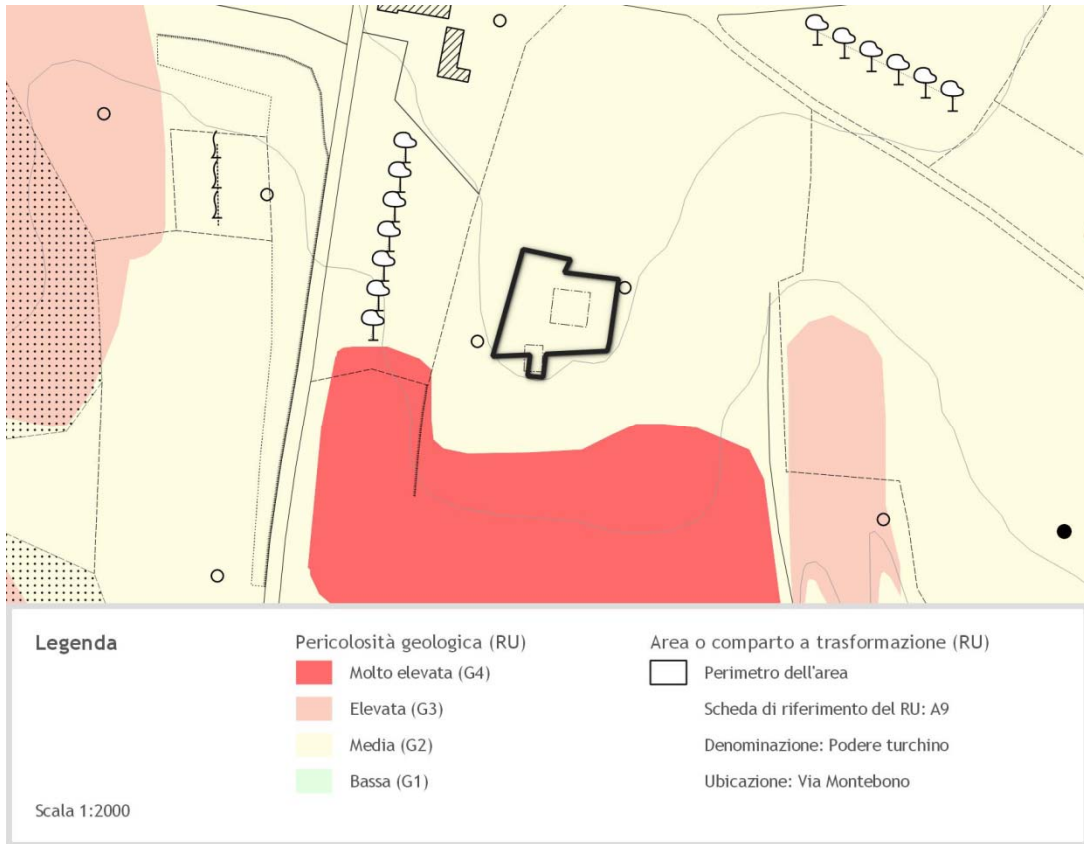 Legenda
Pericolosità geologica (RU)
Molto elevata (G4)
Elevata (G3)
Media (G2)
Bassa (G1)
Area o comparto a trasformazione (RU)
Perimetro dell'area
Scheda di riferimento del RU: A9
Denominazione: Podere turchino
Ubicazione: Via Montebono
Scala 1:2000